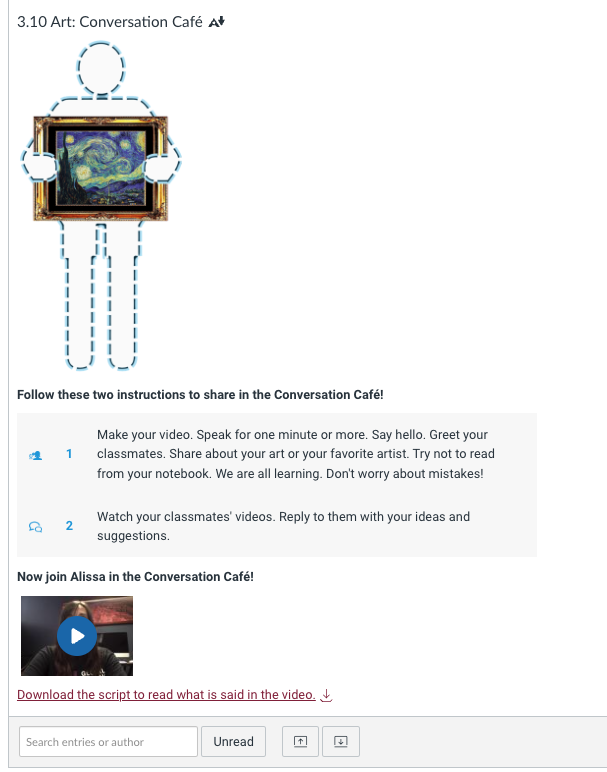 3.10 Art: Conversation Café
Follow these two instructions to share in the Conversation Café!
1
Make your video. Speak for one minute or more. Say hello. Greet your
classmates. Share about your art or your favorite artist. Try not to read
from your notebook. We are all learning. Don't worry about mistakes!
2
Watch your classmates' videos. Reply to them with your ideas and
suggestions.
Now join Alissa in the Conversation Café!
Download the script to read what is said in the video.
Search entries or author
Unread